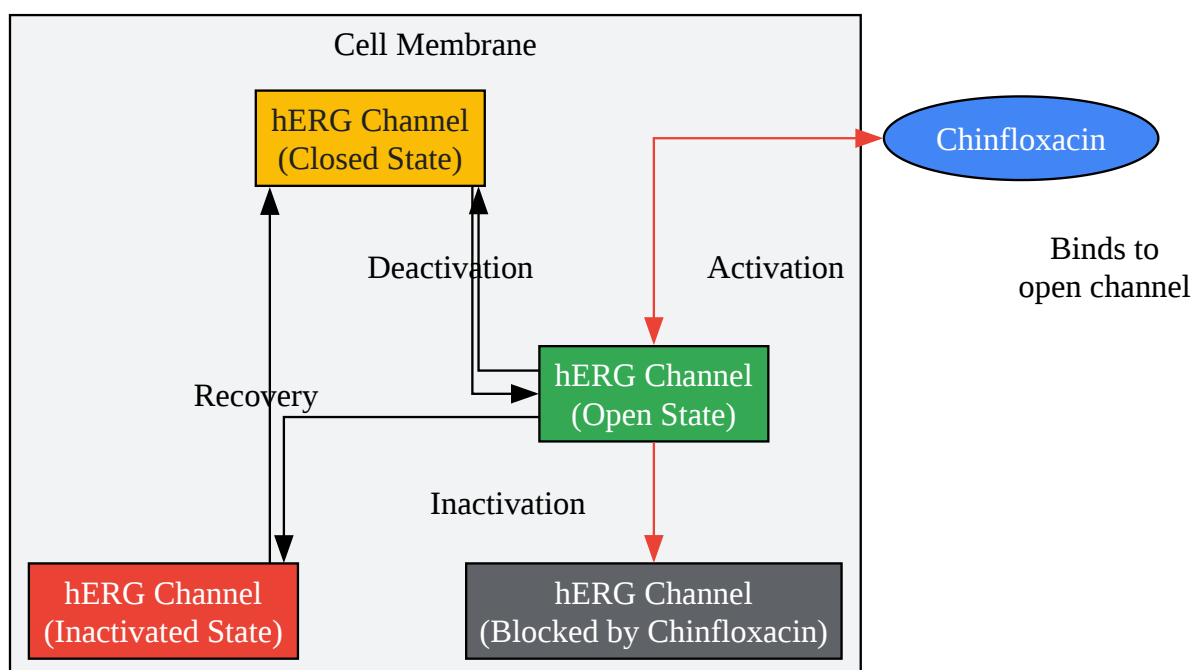 Cell Membrane
hERG Channel
(Closed State)
Chinfloxacin
Deactivation
Activation
Binds to
open channel
hERG Channel
(Open State)
Recovery
Inactivation
hERG Channel
(Inactivated State)
hERG Channel
(Blocked by Chinfloxacin)